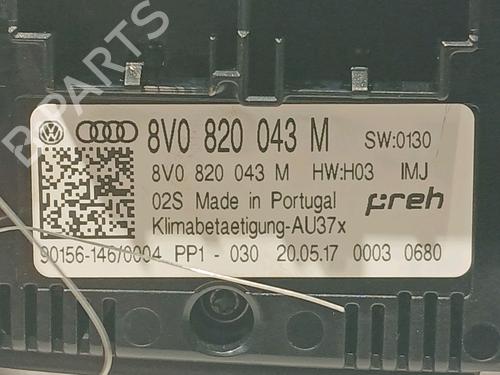 B-PARTS
8V0 820 043 M SW:0130
8V0 820 043 M HW:H03 IMJ
02S Made in Portugal preh
Klimabetaetigung-AU37x
90156-146/0004 PP1 - 030 20.05.17 0003 0680